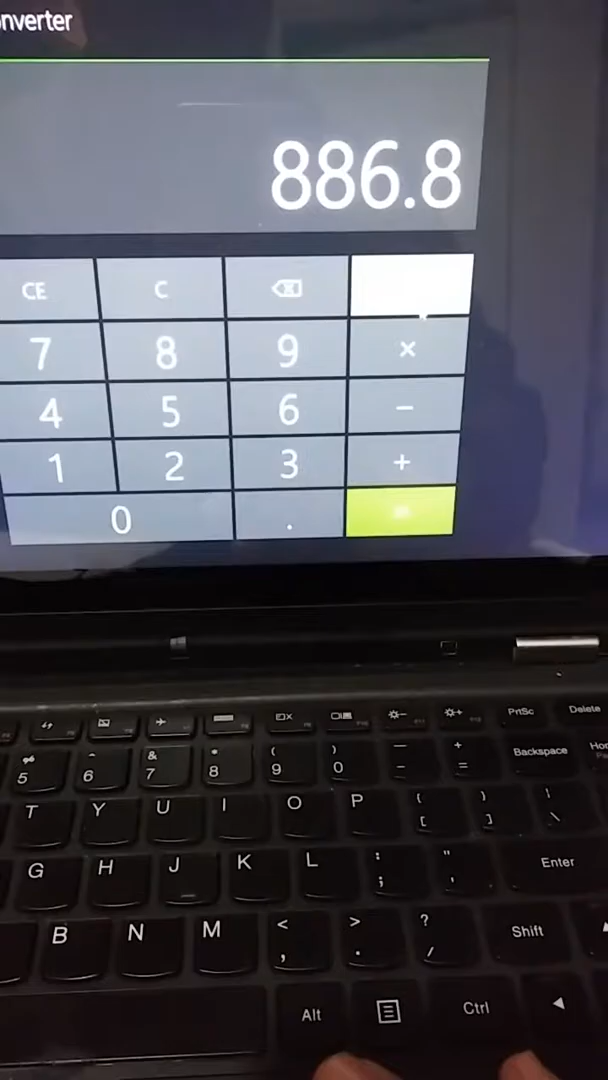 nverter
886.8
CE C
7 8 9 ×
4 5 6 −
1 2 3 +
0 . =
PrtSc Delete
% ^ & * ( ) — + Backspace
5 6 7 8 9 0 - =
T Y U I O P { } |
[ ] \
G H J K L : " Enter
; '
B N M < > ? Shift
, . /
Alt Ctrl